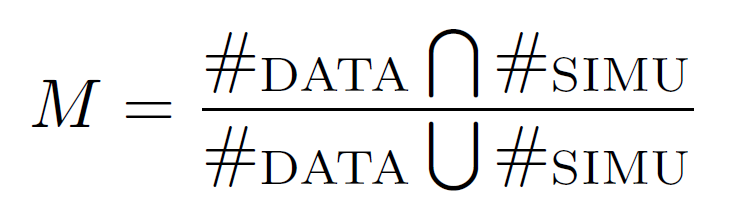 M = #DATA ⋂ #SIMU
#DATA ⋃ #SIMU